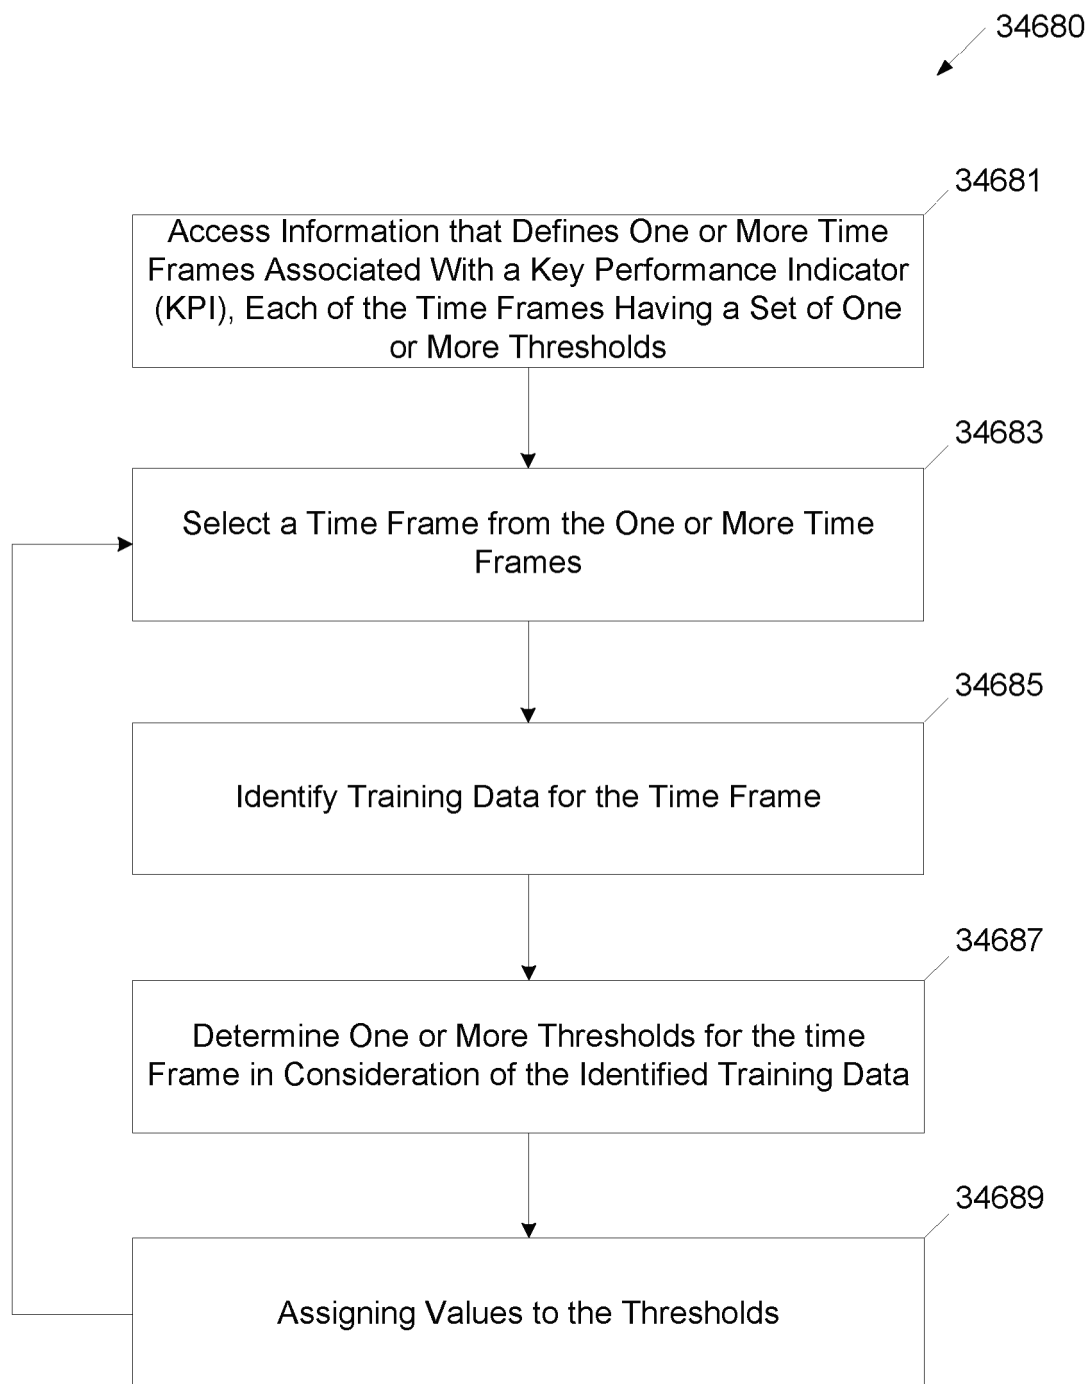 34680
34681
Access Information that Defines One or More Time
Frames Associated With a Key Performance Indicator
(KPI), Each of the Time Frames Having a Set of One
or More Thresholds
34683
Select a Time Frame from the One or More Time
Frames
34685
Identify Training Data for the Time Frame
34687
Determine One or More Thresholds for the time
Frame in Consideration of the Identified Training Data
34689
Assigning Values to the Thresholds